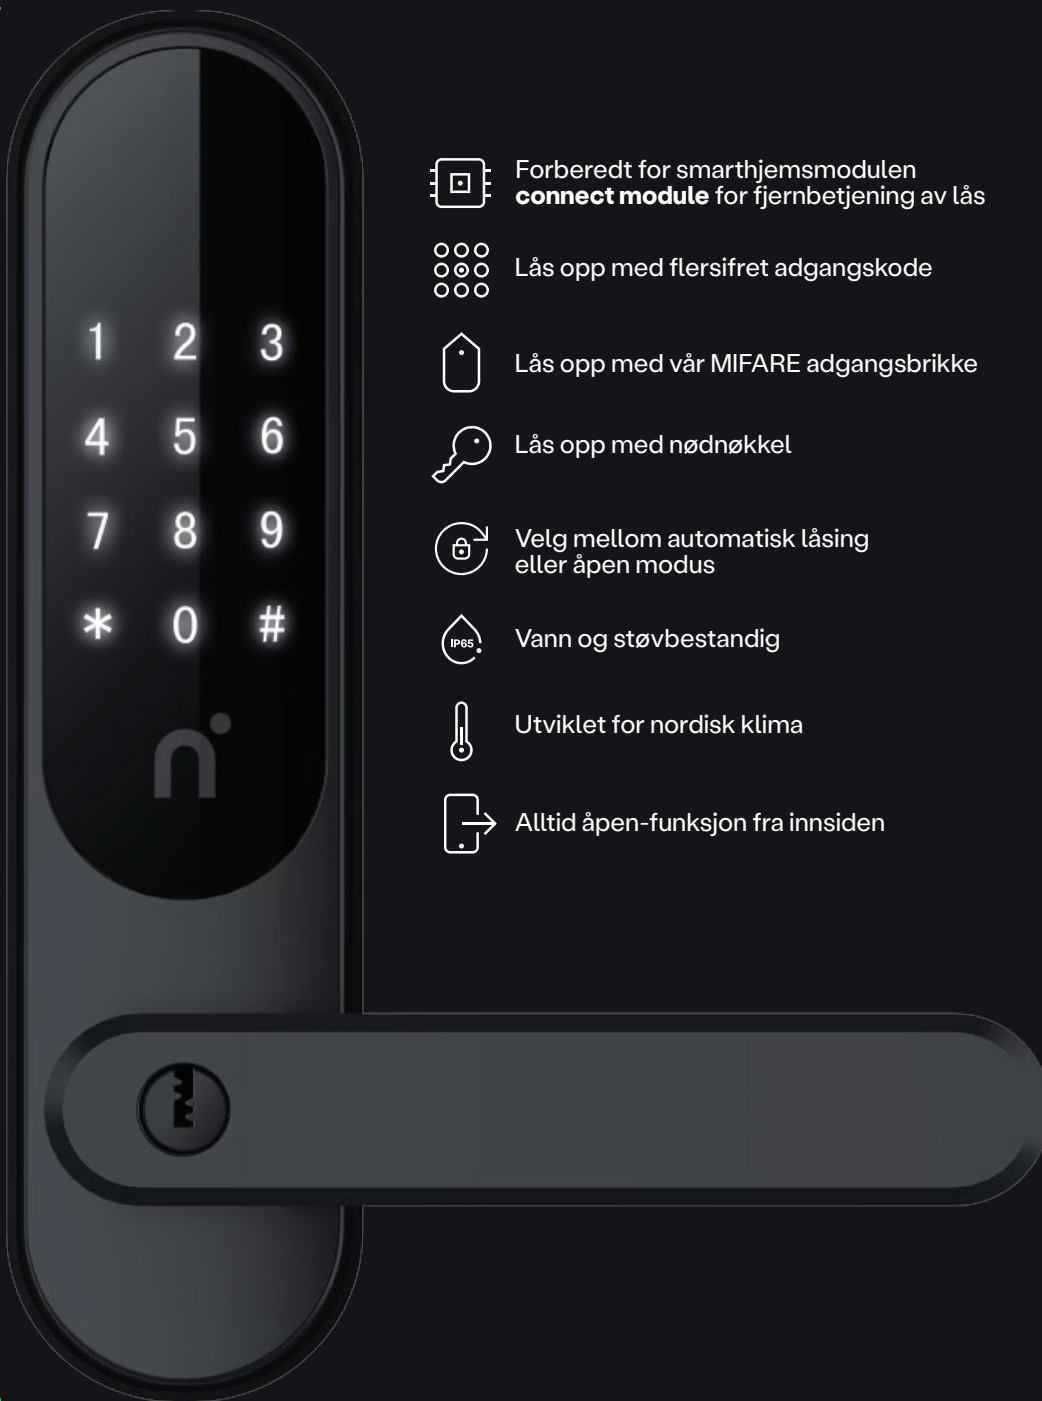 Forberedt for smarthjemsmodulen
connect module for fjernbetjening av lås
Lås opp med flersifret adgangskode
Lås opp med vår MIFARE adgangsbrikke
Lås opp med nødnøkkel
Velg mellom automatisk låsing
eller åpen modus
IP65
Vann og støvbestandig
Utviklet for nordisk klima
Alltid åpen-funksjon fra innsiden
1 2 3
4 5 6
7 8 9
* 0 #
n